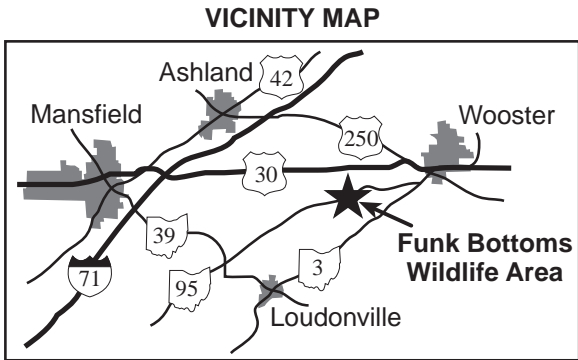 VICINITY MAP
Ashland
42
Mansfield
Wooster
250
30
39
Funk Bottoms
Wildlife Area
3
71
95
Loudonville